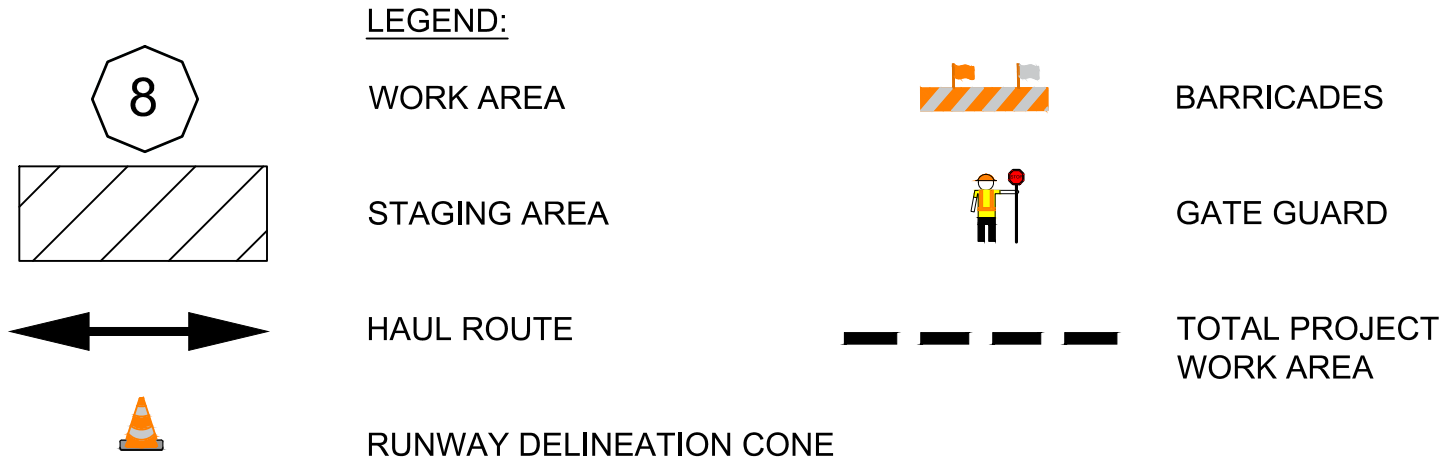 LEGEND:
8
WORK AREA
BARRICADES
STAGING AREA
GATE GUARD
HAUL ROUTE
TOTAL PROJECT
WORK AREA
RUNWAY DELINEATION CONE